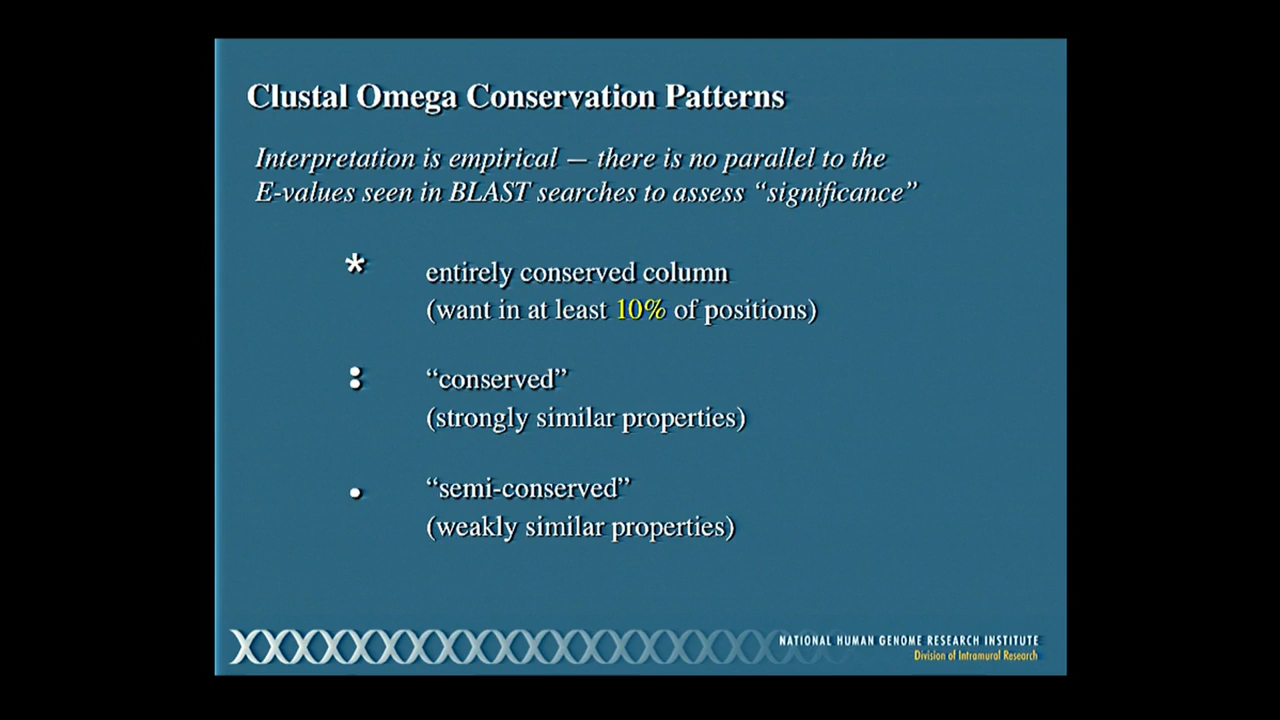 Clustal Omega Conservation Patterns
Interpretation is empirical — there is no parallel to the
E-values seen in BLAST searches to assess “significance”
* entirely conserved column
(want in at least 10% of positions)
: “conserved”
(strongly similar properties)
. “semi-conserved”
(weakly similar properties)
NATIONAL HUMAN GENOME RESEARCH INSTITUTE
Division of Intramural Research